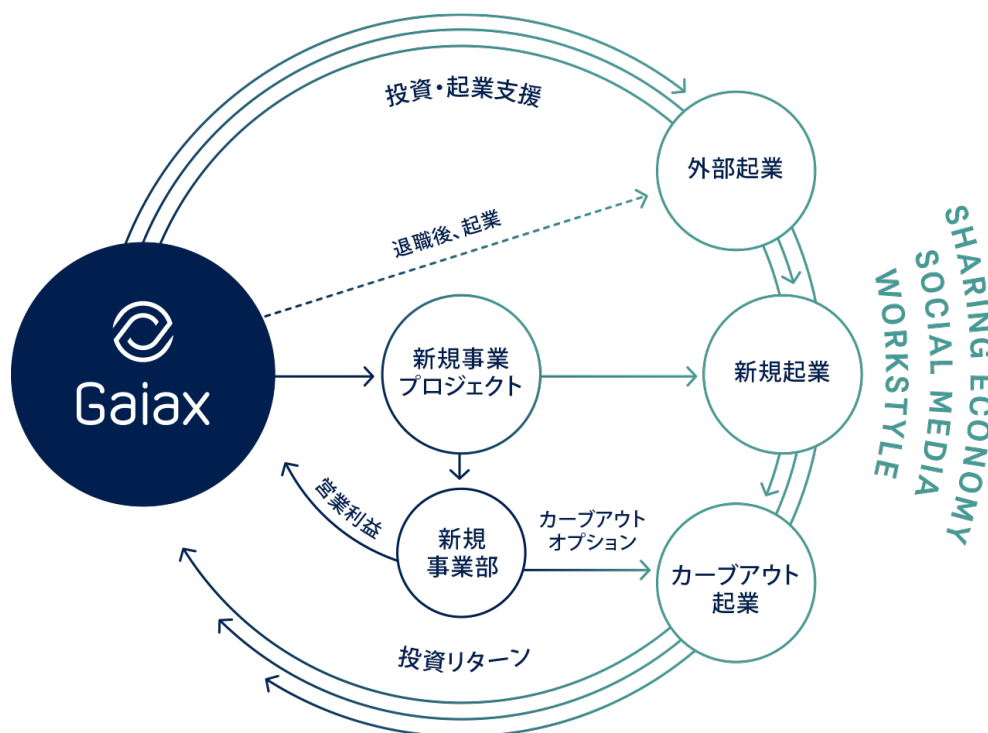 投資・起業支援
外部起業
退職後、起業
Gaiax
新規事業
プロジェクト
新規起業
SHARING ECONOMY
SOCIAL MEDIA
WORKSTYLE
営業利益
新規
事業部
カーブアウト
オプション
カーブアウト
起業
投資リターン